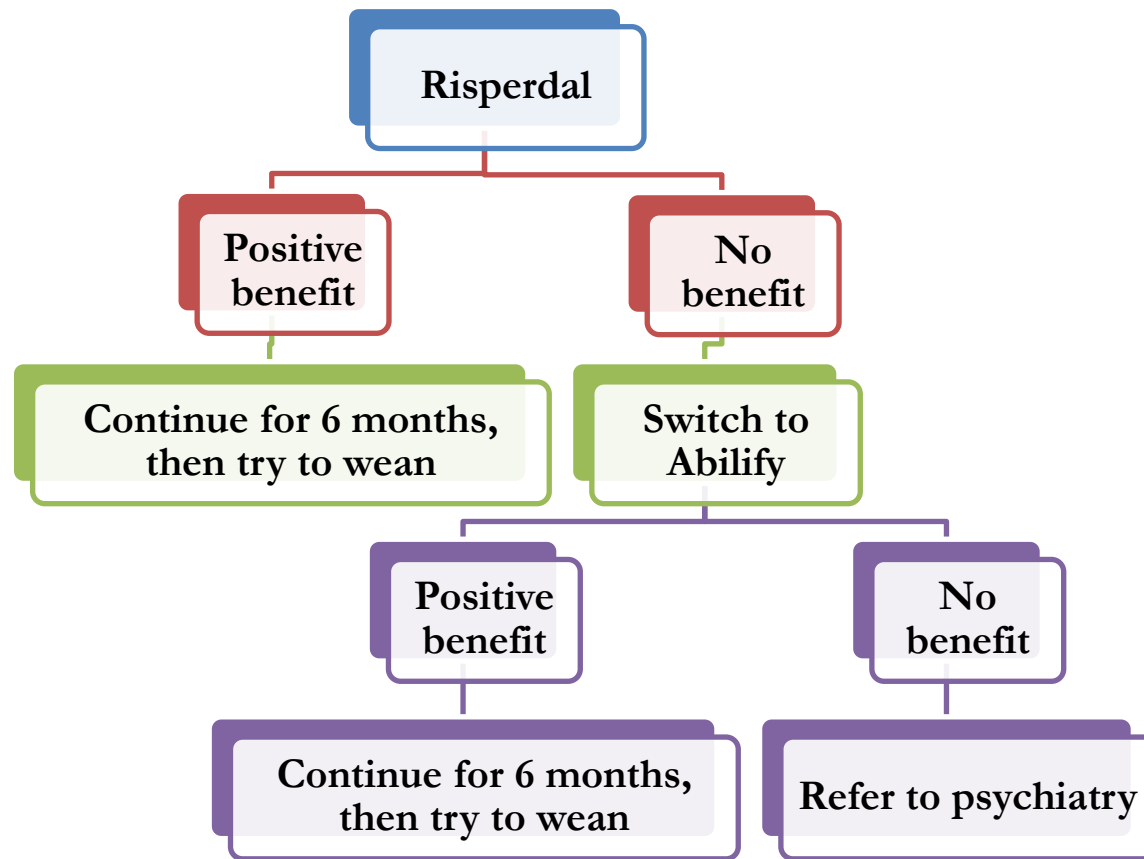 Risperdal
Positive
benefit
No
benefit
Continue for 6 months,
then try to wean
Switch to
Abilify
Positive
benefit
No
benefit
Continue for 6 months,
then try to wean
Refer to psychiatry